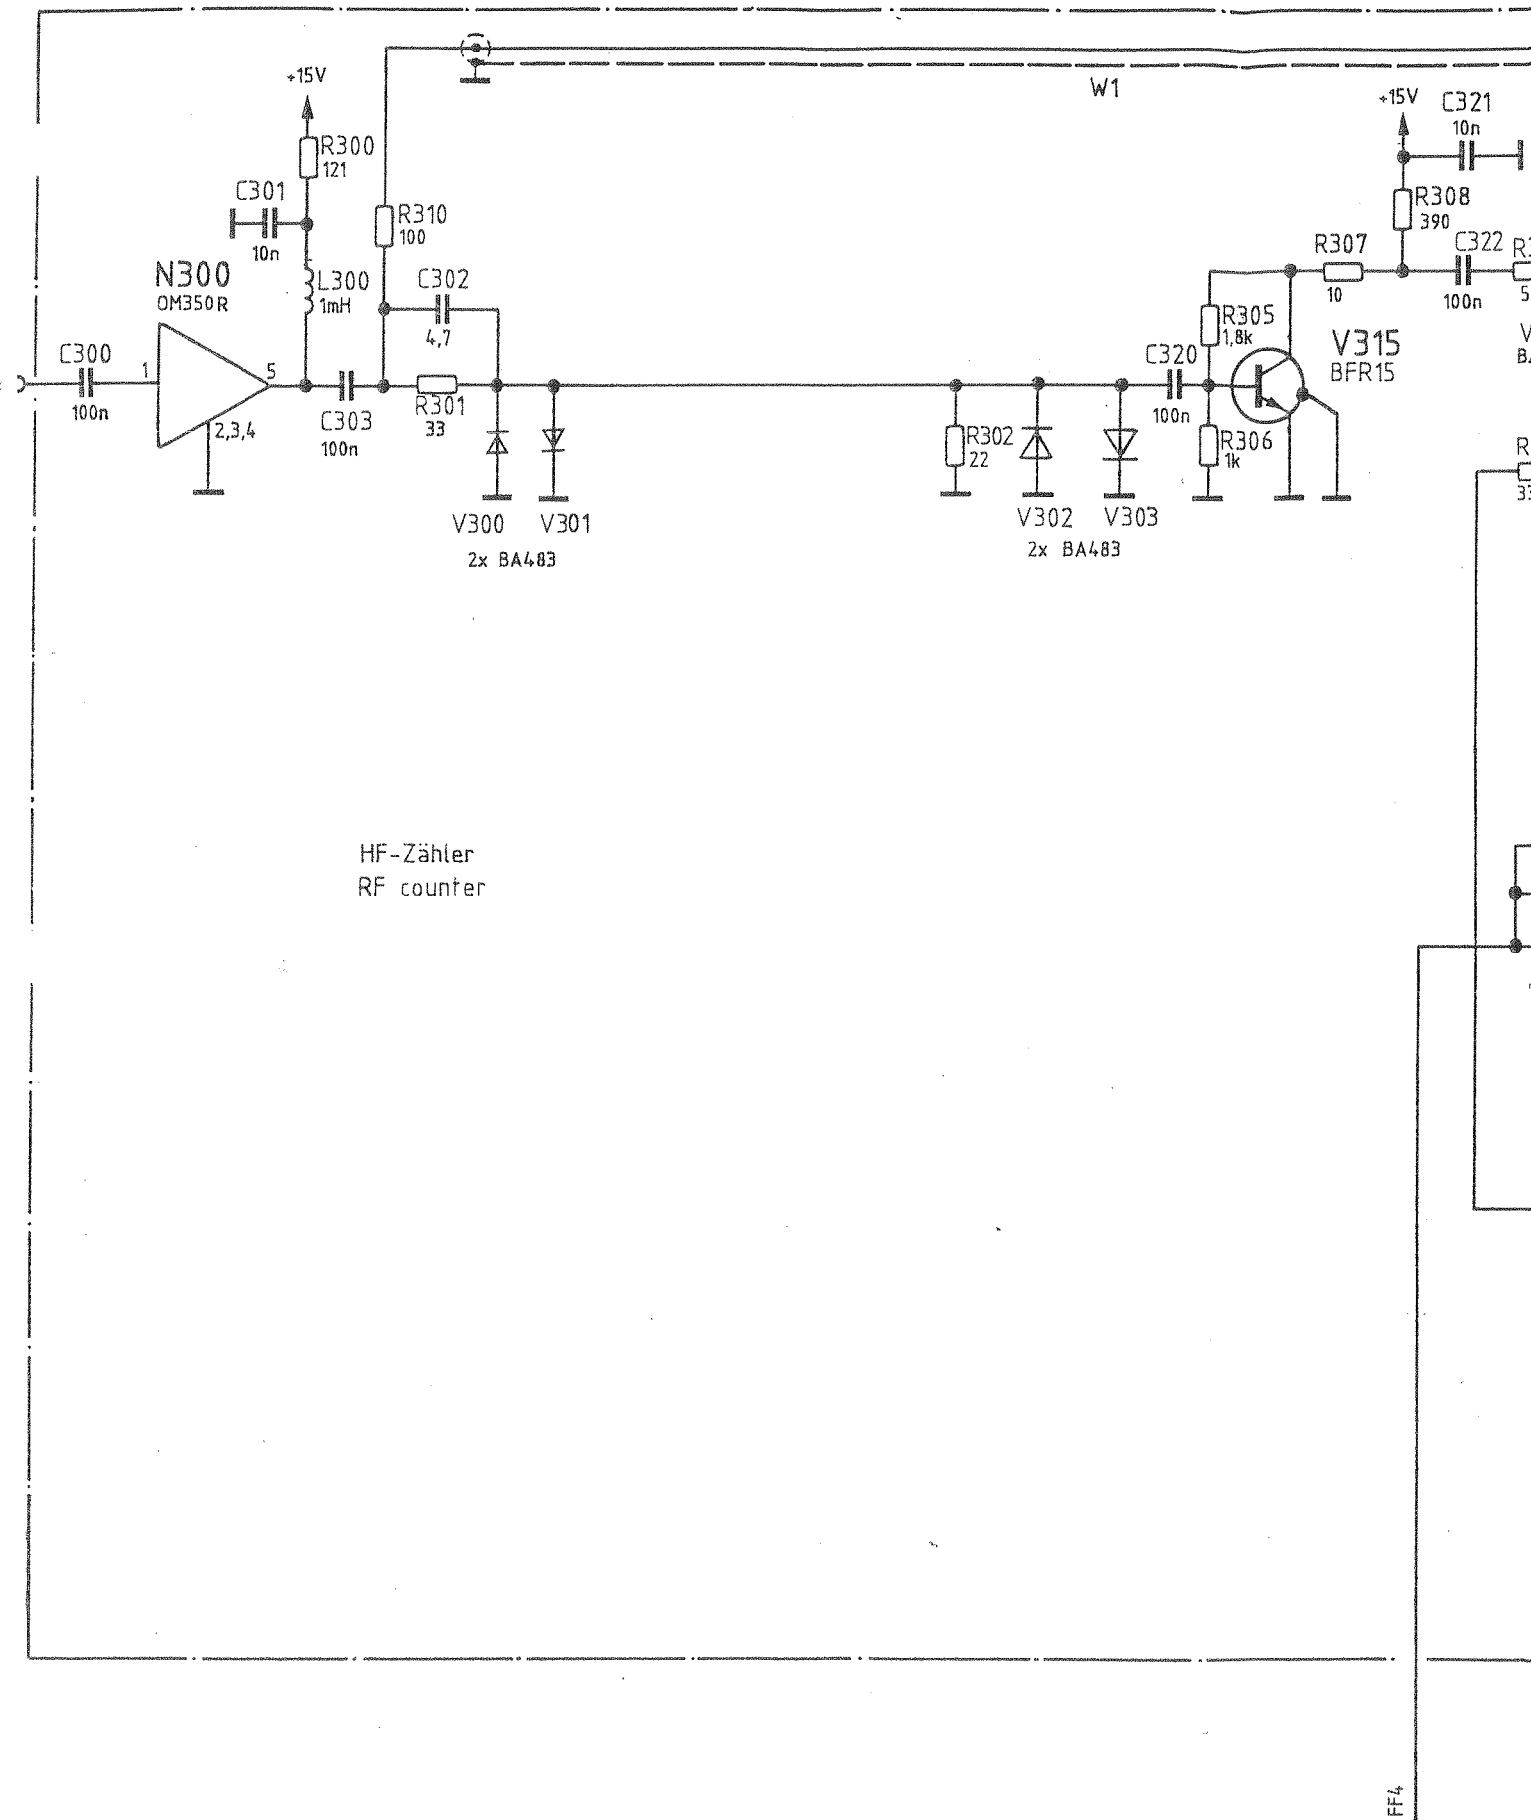 W1
+15V
R300
121
C301
10n
L300
1mH
R310
100
C302
4,7
N300
OM350R
C300
100n
1
5
2,3,4
C303
100n
R301
33
V300
V301
2x BA483
R302
22
V302
V303
2x BA483
C320
100n
R305
1,8k
R306
1k
V315
BFR15
R307
10
+15V
C321
10n
R308
390
C322
100n
HF-Zähler
RF counter
FF4